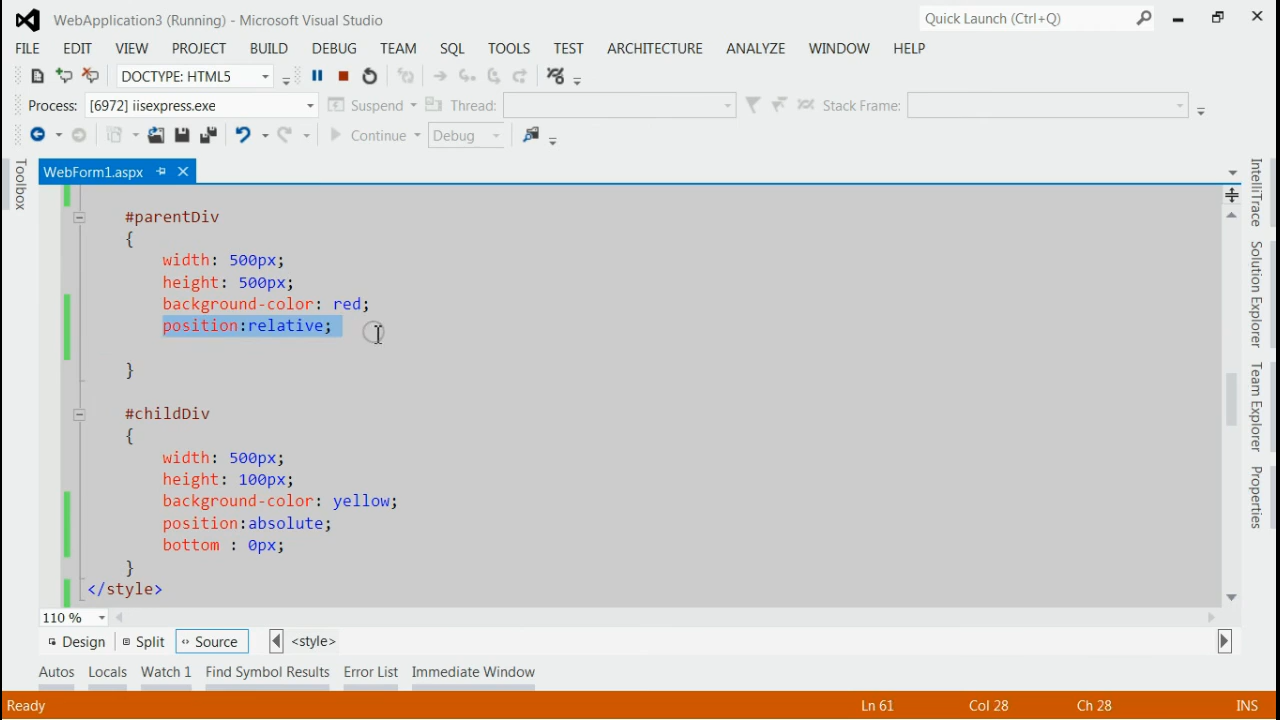 WebApplication3 (Running) - Microsoft Visual Studio
Quick Launch (Ctrl+Q)
FILE EDIT VIEW PROJECT BUILD DEBUG TEAM SQL TOOLS TEST ARCHITECTURE ANALYZE WINDOW HELP
DOCTYPE: HTML5
Process: [6972] iisexpress.exe Suspend Thread: Stack Frame:
Continue Debug
WebForm1.aspx
Toolbox
#parentDiv
{
width: 500px;
height: 500px;
background-color: red;
position:relative;
}
#childDiv
{
width: 500px;
height: 100px;
background-color: yellow;
position:absolute;
bottom : 0px;
}
</style>
IntelliTrace
Solution Explorer
Team Explorer
Properties
110 %
Design Split Source <style>
Autos Locals Watch 1 Find Symbol Results Error List Immediate Window
Ready Ln 61 Col 28 Ch 28 INS